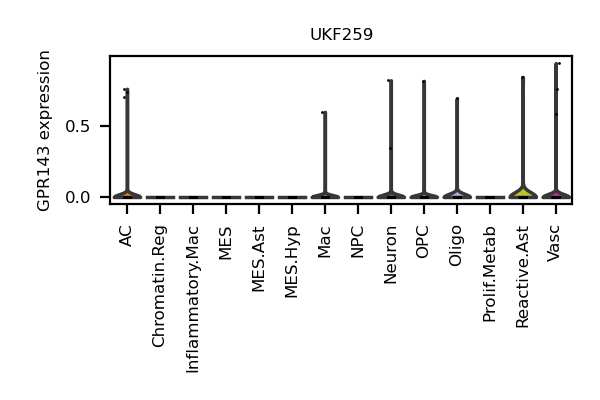 UKF259
GPR143 expression
0.5
0.0
AC
Chromatin.Reg
Inflammatory.Mac
MES
MES.Ast
MES.Hyp
Mac
NPC
Neuron
OPC
Oligo
Prolif.Metab
Reactive.Ast
Vasc